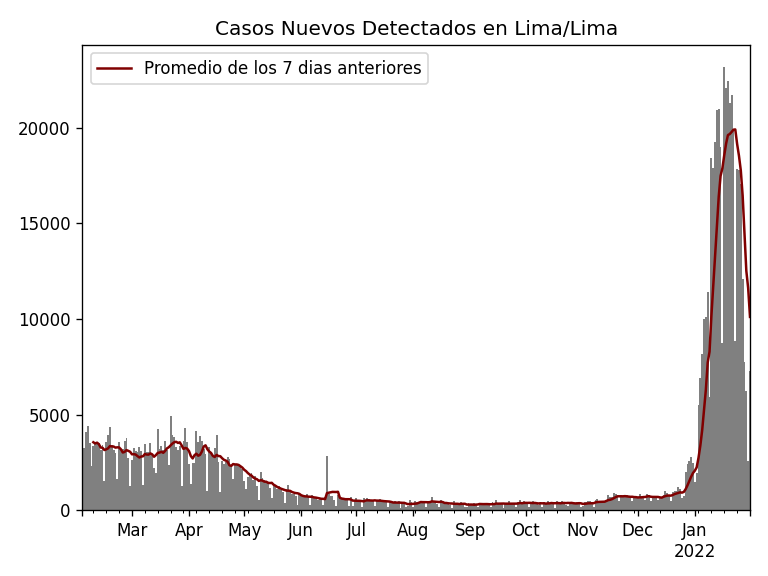 Casos Nuevos Detectados en Lima/Lima
Promedio de los 7 dias anteriores
20000
15000
10000
5000
0
Mar Apr May Jun Jul Aug Sep Oct Nov Dec Jan
2022